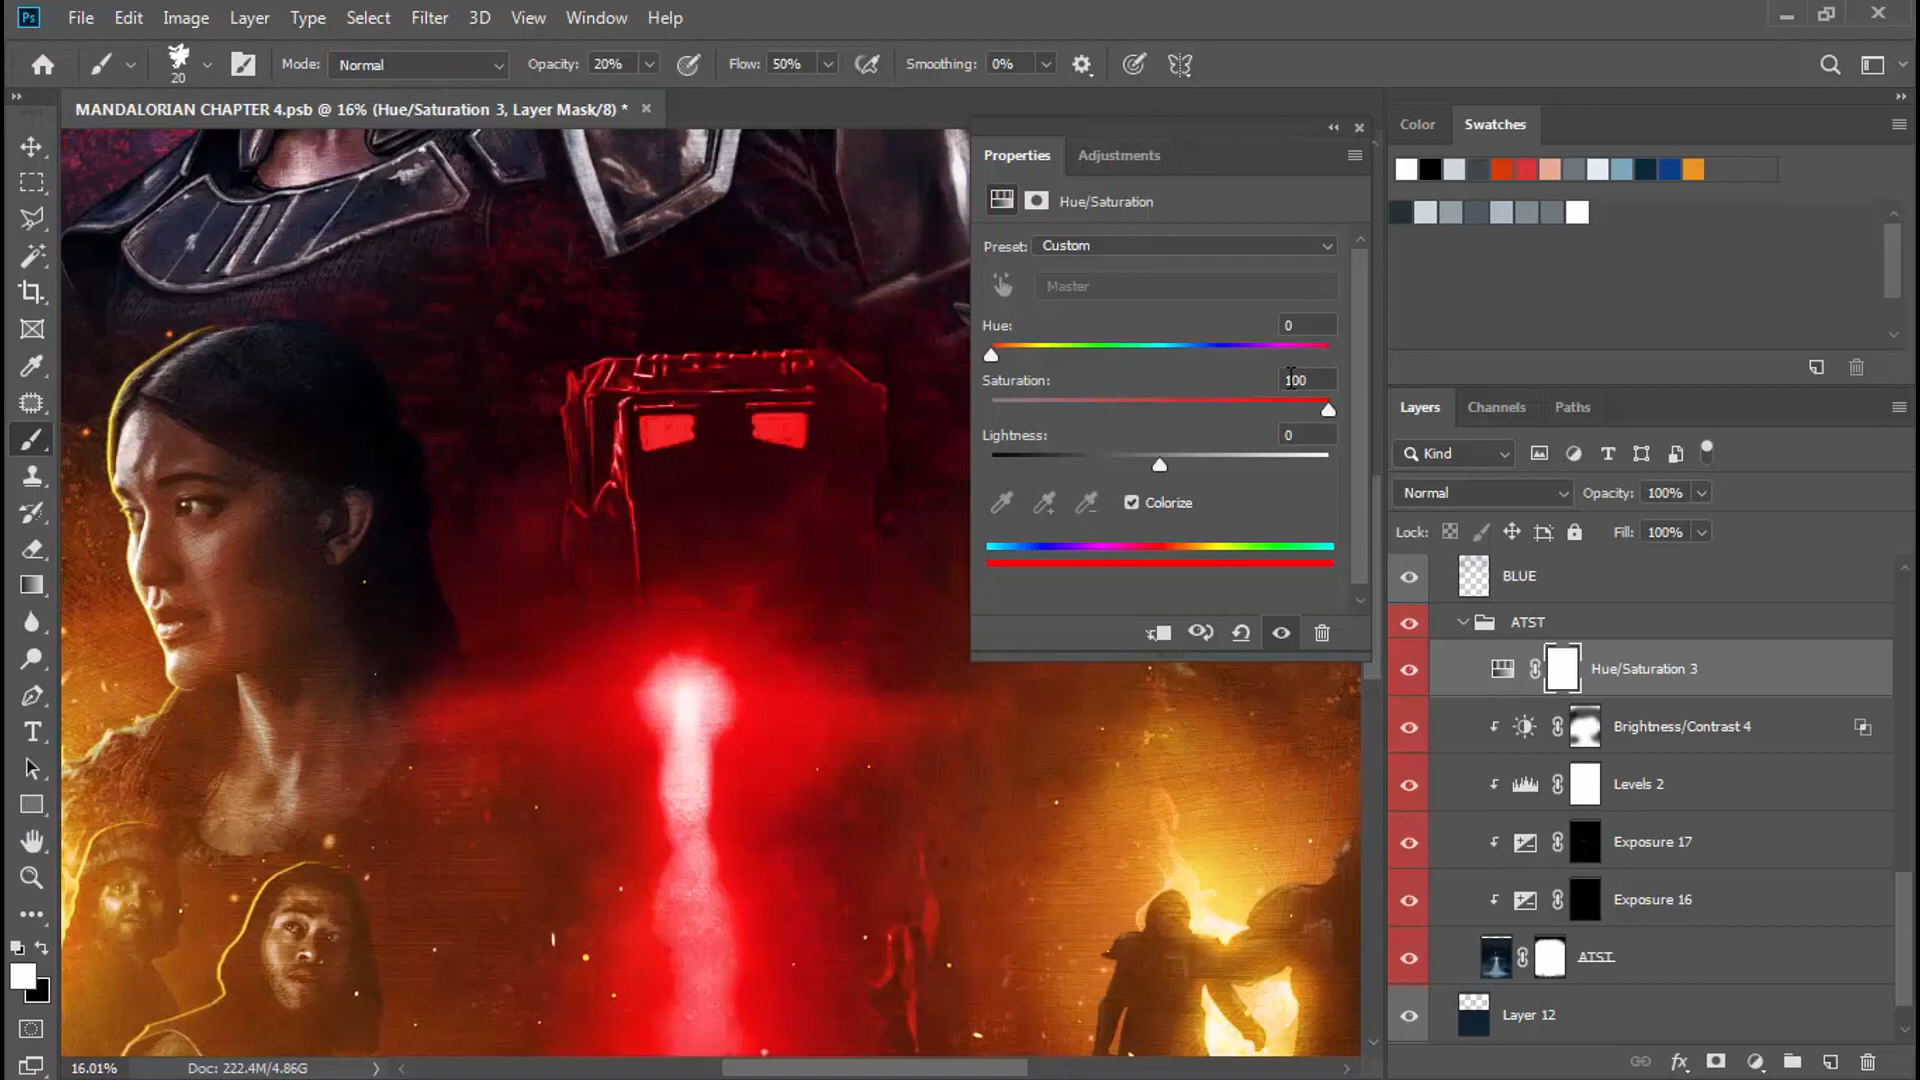 Ps File Edit Image Layer Type Select Filter 3D View Window Help
20 Mode: Normal Opacity: 20% Flow: 50% Smoothing: 0%
MANDALORIAN CHAPTER 4.psb @ 16% (Hue/Saturation 3, Layer Mask/8) *
Properties Adjustments
Hue/Saturation
Preset: Custom
Master
Hue: 0
Saturation: 100
Lightness: 0
Colorize
Color Swatches
Layers Channels Paths
Kind
Normal Opacity: 100%
Lock: Fill: 100%
BLUE
ATST
Hue/Saturation 3
Brightness/Contrast 4
Levels 2
Exposure 17
Exposure 16
ATST
Layer 12
fx
16.01% Doc: 222.4M/4.86G